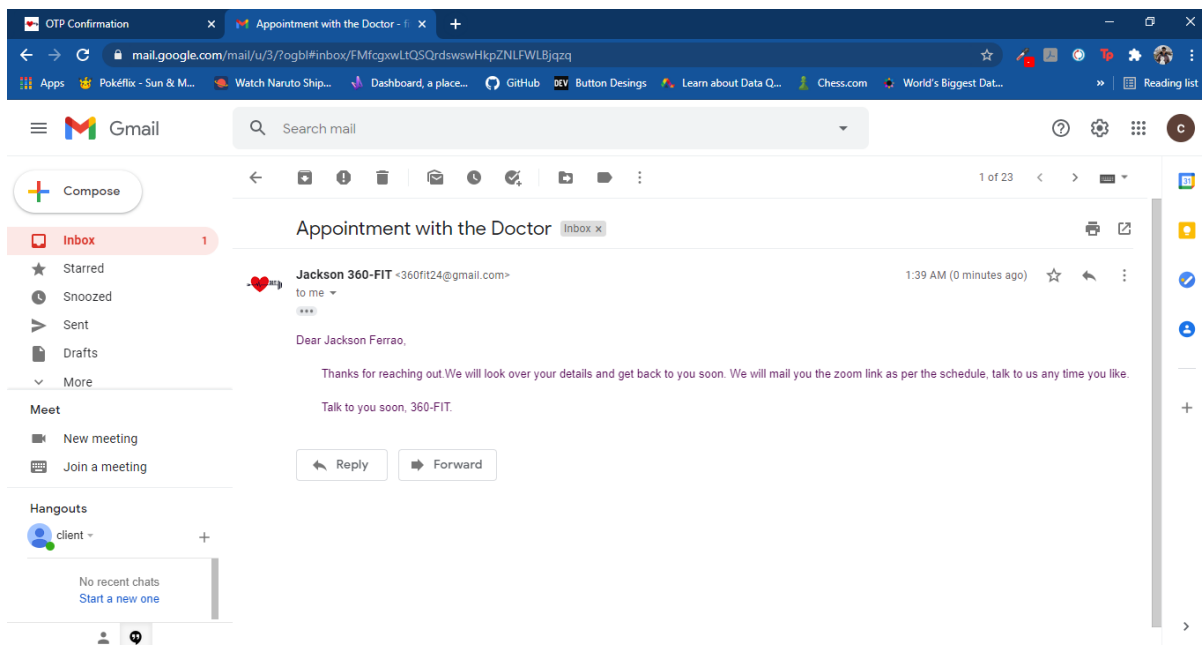 OTP Confirmation
Appointment with the Doctor - fi
mail.google.com/mail/u/3/?ogbl#inbox/FMfcgxwLtQSQrdswswHkpZNLFWLBjqzq
Apps Pokéflix - Sun & M... Watch Naruto Ship... Dashboard, a place... GitHub DEV Button Desings Learn about Data Q... Chess.com World's Biggest Dat... » Reading list
Gmail
Search mail
C
Compose
1 of 23
31
Appointment with the Doctor Inbox x
Inbox 1
Starred
Snoozed
Sent
Drafts
More
Jackson 360-FIT <360fit24@gmail.com> 1:39 AM (0 minutes ago)
to me
Dear Jackson Ferrao,
Thanks for reaching out.We will look over your details and get back to you soon. We will mail you the zoom link as per the schedule, talk to us any time you like.
Talk to you soon, 360-FIT.
Reply Forward
Meet
New meeting
Join a meeting
Hangouts
client
No recent chats
Start a new one